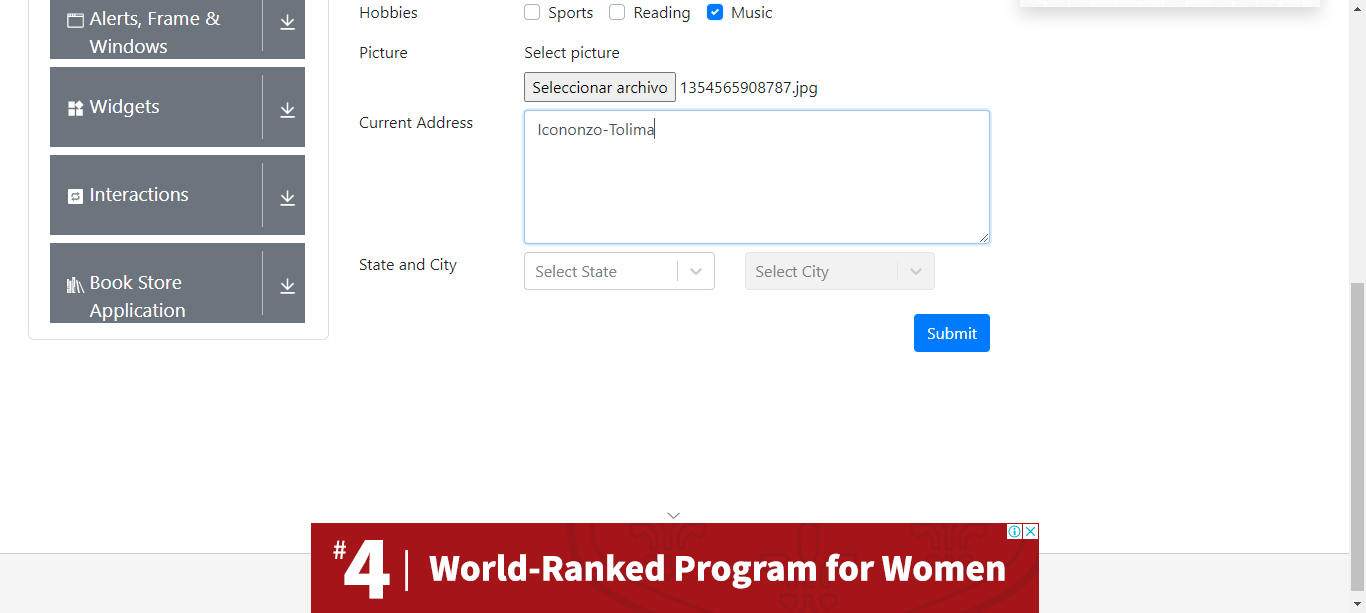 Alerts, Frame &
Windows
Widgets
Interactions
Book Store
Application
Hobbies
Sports Reading Music
Picture
Select picture
Seleccionar archivo 1354565908787.jpg
Current Address
Icononzo-Tolima
State and City
Select State Select City
Submit
#4 | World-Ranked Program for Women